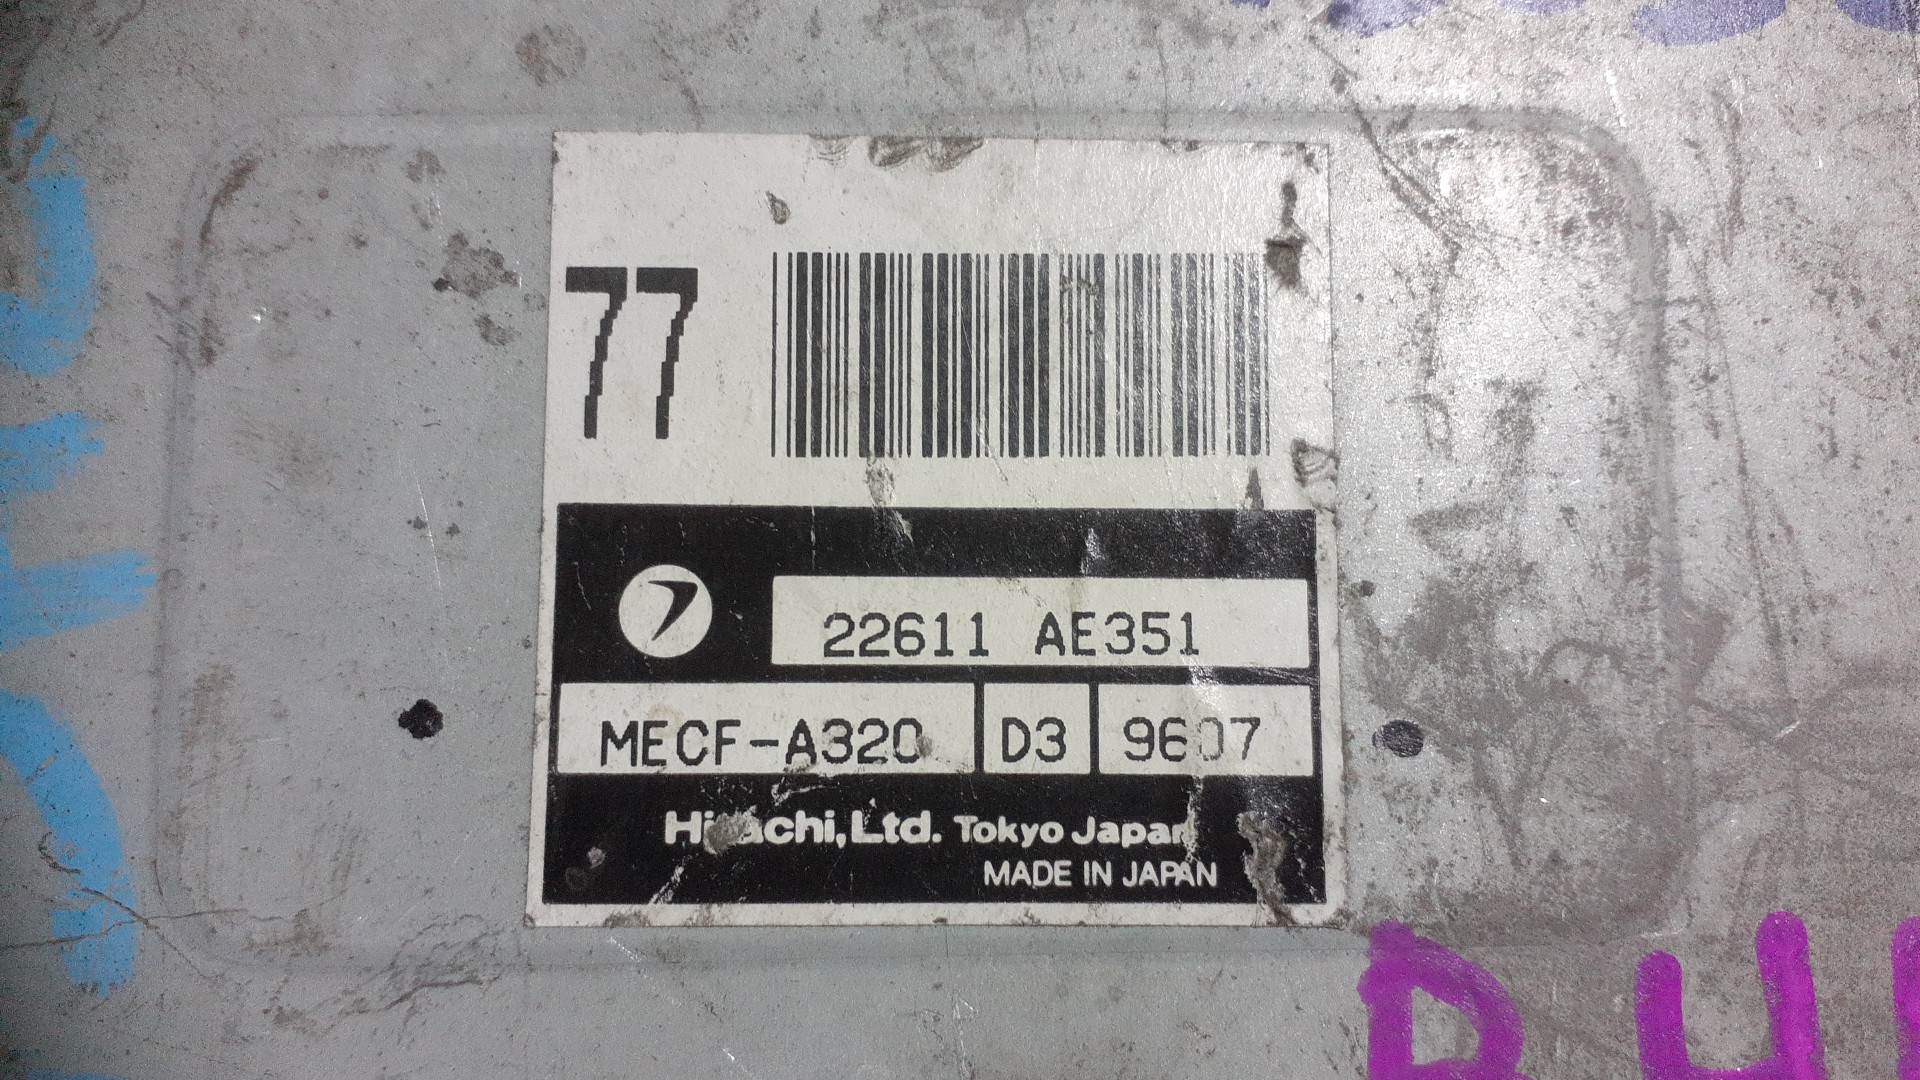 77
22611 AE351
MECF-A320 D3 9607
Hitachi, Ltd. Tokyo Japan
MADE IN JAPAN